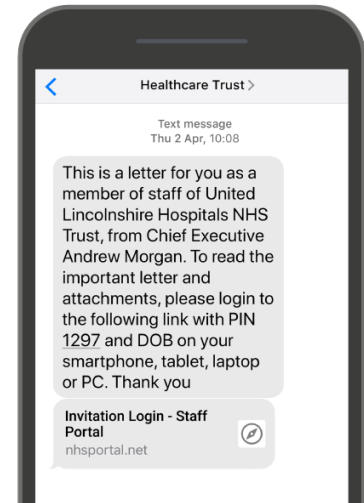 Healthcare Trust
Text message
Thu 2 Apr, 10:08
This is a letter for you as a
member of staff of United
Lincolnshire Hospitals NHS
Trust, from Chief Executive
Andrew Morgan. To read the
important letter and
attachments, please login to
the following link with PIN
1297 and DOB on your
smartphone, tablet, laptop
or PC. Thank you
Invitation Login - Staff
Portal
nhsportal.net